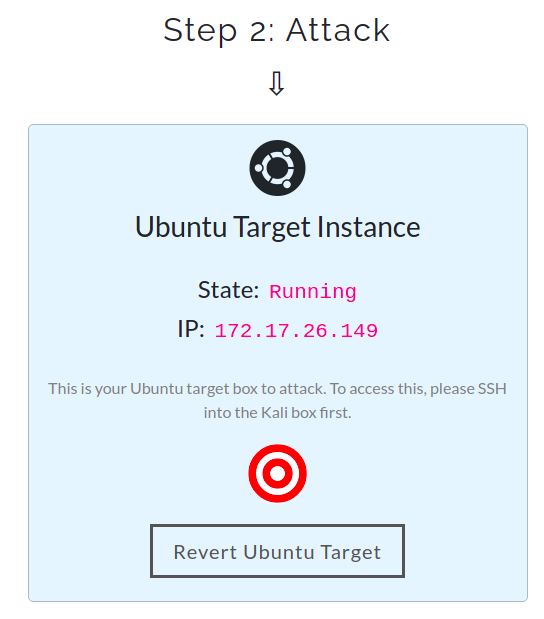 Step 2: Attack
⇩
Ubuntu Target Instance
State: Running
IP: 172.17.26.149
This is your Ubuntu target box to attack. To access this, please SSH
into the Kali box first.
Revert Ubuntu Target